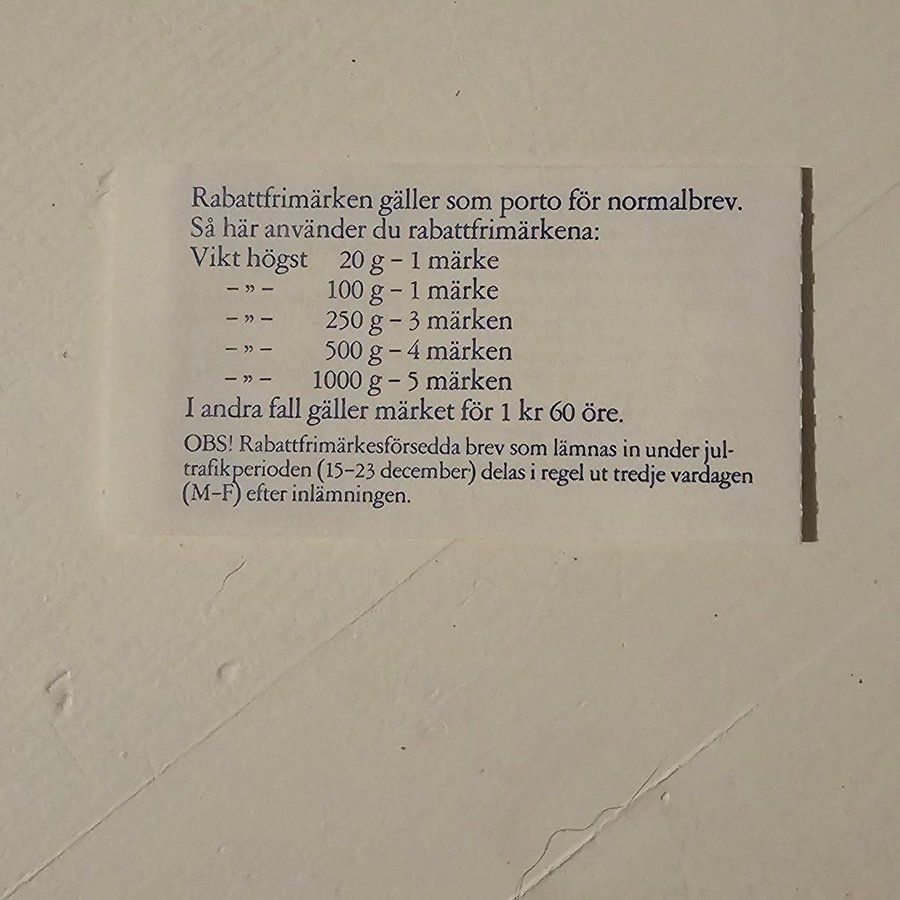 Rabattfrimärken gäller som porto för normalbrev.
Så här använder du rabattfrimärkena:
Vikt högst 20 g – 1 märke
– ” – 100 g – 1 märke
– ” – 250 g – 3 märken
– ” – 500 g – 4 märken
– ” – 1000 g – 5 märken
I andra fall gäller märket för 1 kr 60 öre.
OBS! Rabattfrimärkesförsedda brev som lämnas in under jul-
trafikperioden (15–23 december) delas i regel ut tredje vardagen
(M–F) efter inlämningen.